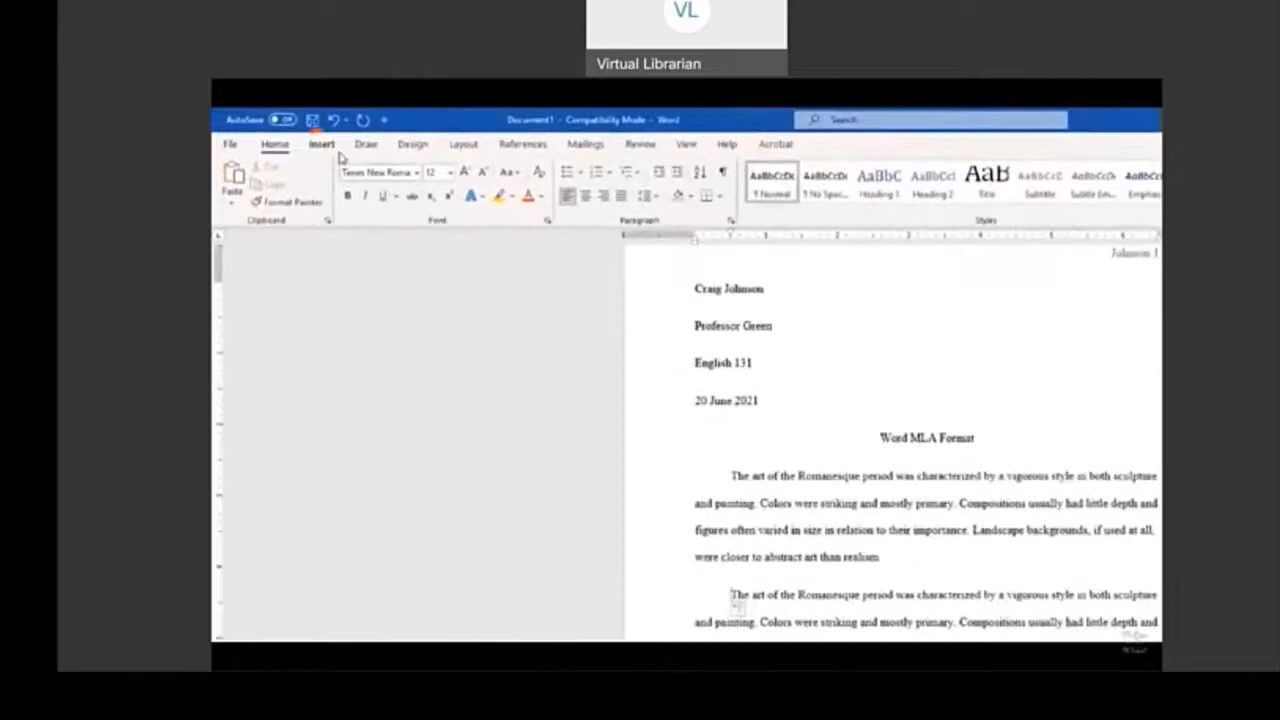 VL
Virtual Librarian
AutoSave Off
Document1 - Compatibility Mode - Word
Search
File Home Insert Draw Design Layout References Mailings Review View Help Acrobat
Paste
Cut
Copy
Format Painter
Times New Roma 12
AaBbCcDc AaBbCcDc AaBbC AaBbCcI AaB AaBbCcC AaBbCcDi AaBbCcDi
¶ Normal ¶ No Spac... Heading 1 Heading 2 Title Subtitle Subtle Em... Emphas
Clipboard Font Paragraph Styles
Johnson 1
Craig Johnson
Professor Green
English 131
20 June 2021
Word MLA Format
The art of the Romanesque period was characterized by a vigorous style in both sculpture
and painting. Colors were striking and mostly primary. Compositions usually had little depth and
figures often varied in size in relation to their importance. Landscape backgrounds, if used at all,
were closer to abstract art than realism
The art of the Romanesque period was characterized by a vigorous style in both sculpture
and painting. Colors were striking and mostly primary. Compositions usually had little depth and